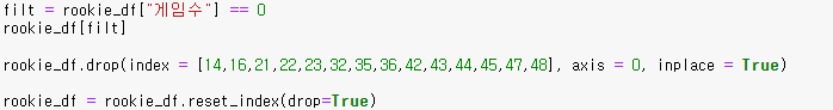 filt = rookie_df["게임수"] == 0
rookie_df[filt]
rookie_df.drop(index = [14,16,21,22,23,32,35,36,42,43,44,45,47,48], axis = 0, inplace = True)
rookie_df = rookie_df.reset_index(drop=True)